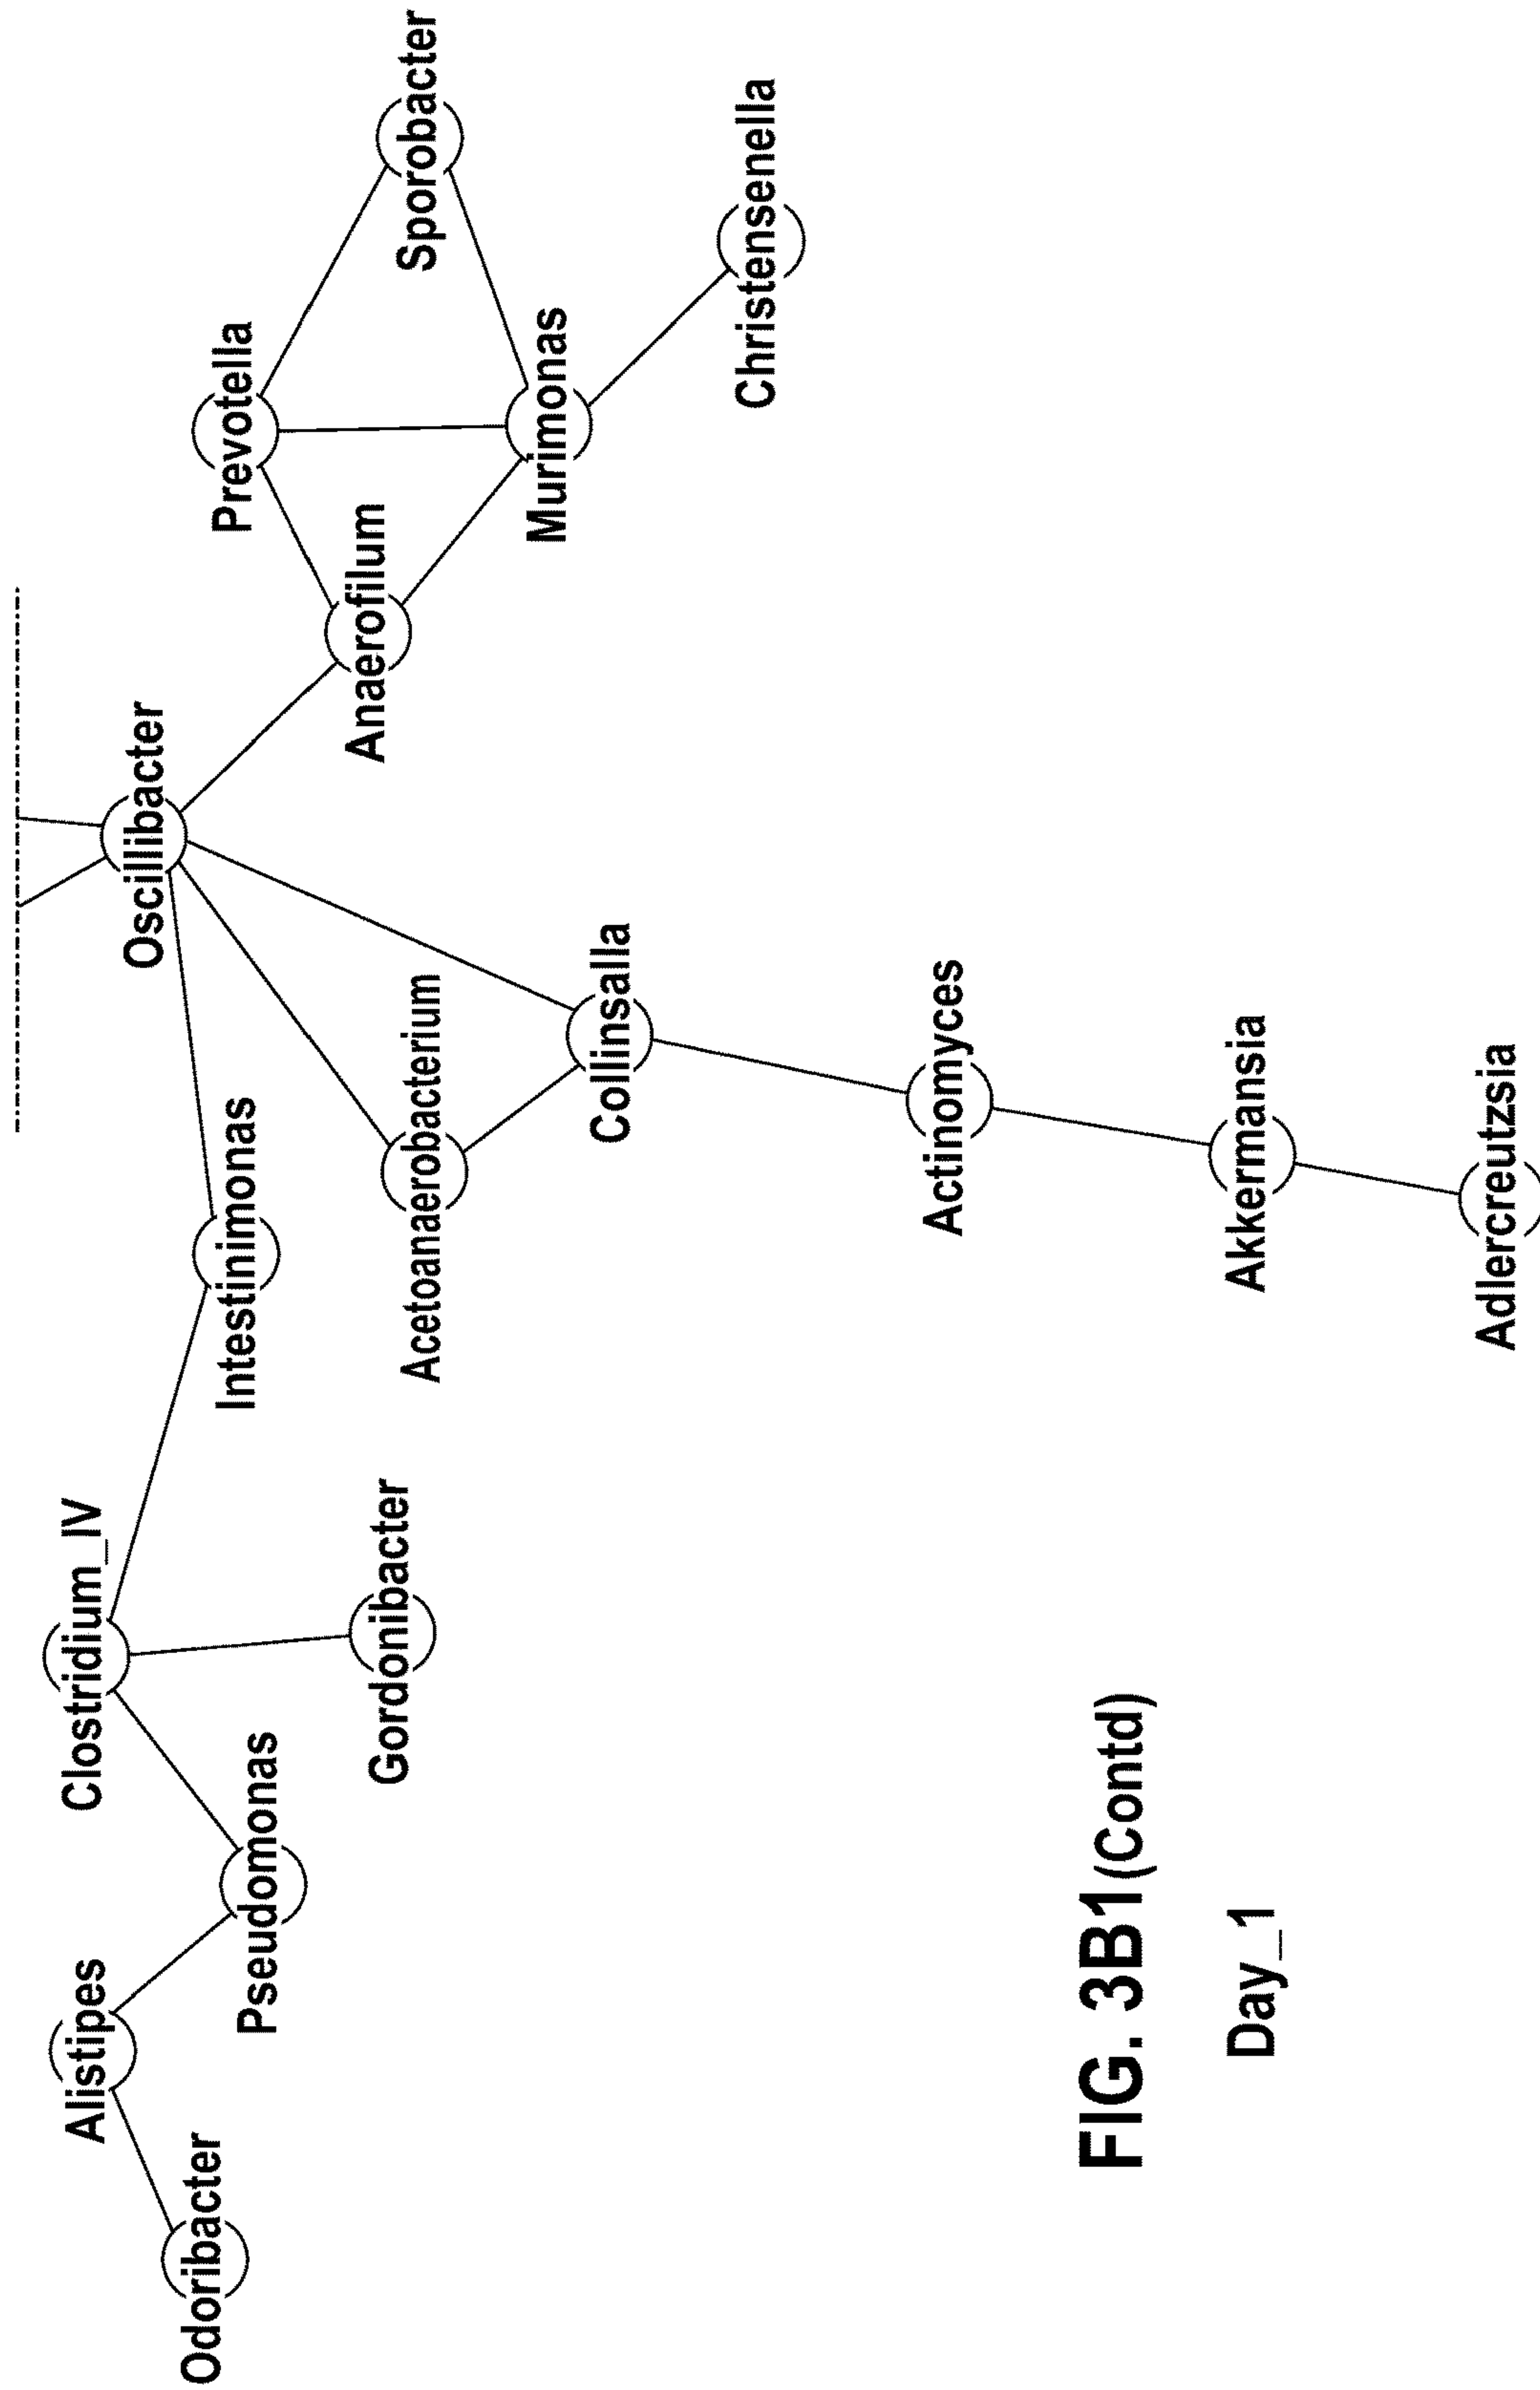 Clostridium_IV
Alistipes
Oscillibacter
Odoribacter
Prevotella
Intestinimonas
Pseudomonas
Anaerofilum
Gordonibacter
Sporobacter
Acetoanaerobacterium
Murimonas
Collinsalla
Christensenella
Actinomyces
FIG. 3B1(Contd)
Akkermansia
Day_1
Adlercreutzsia